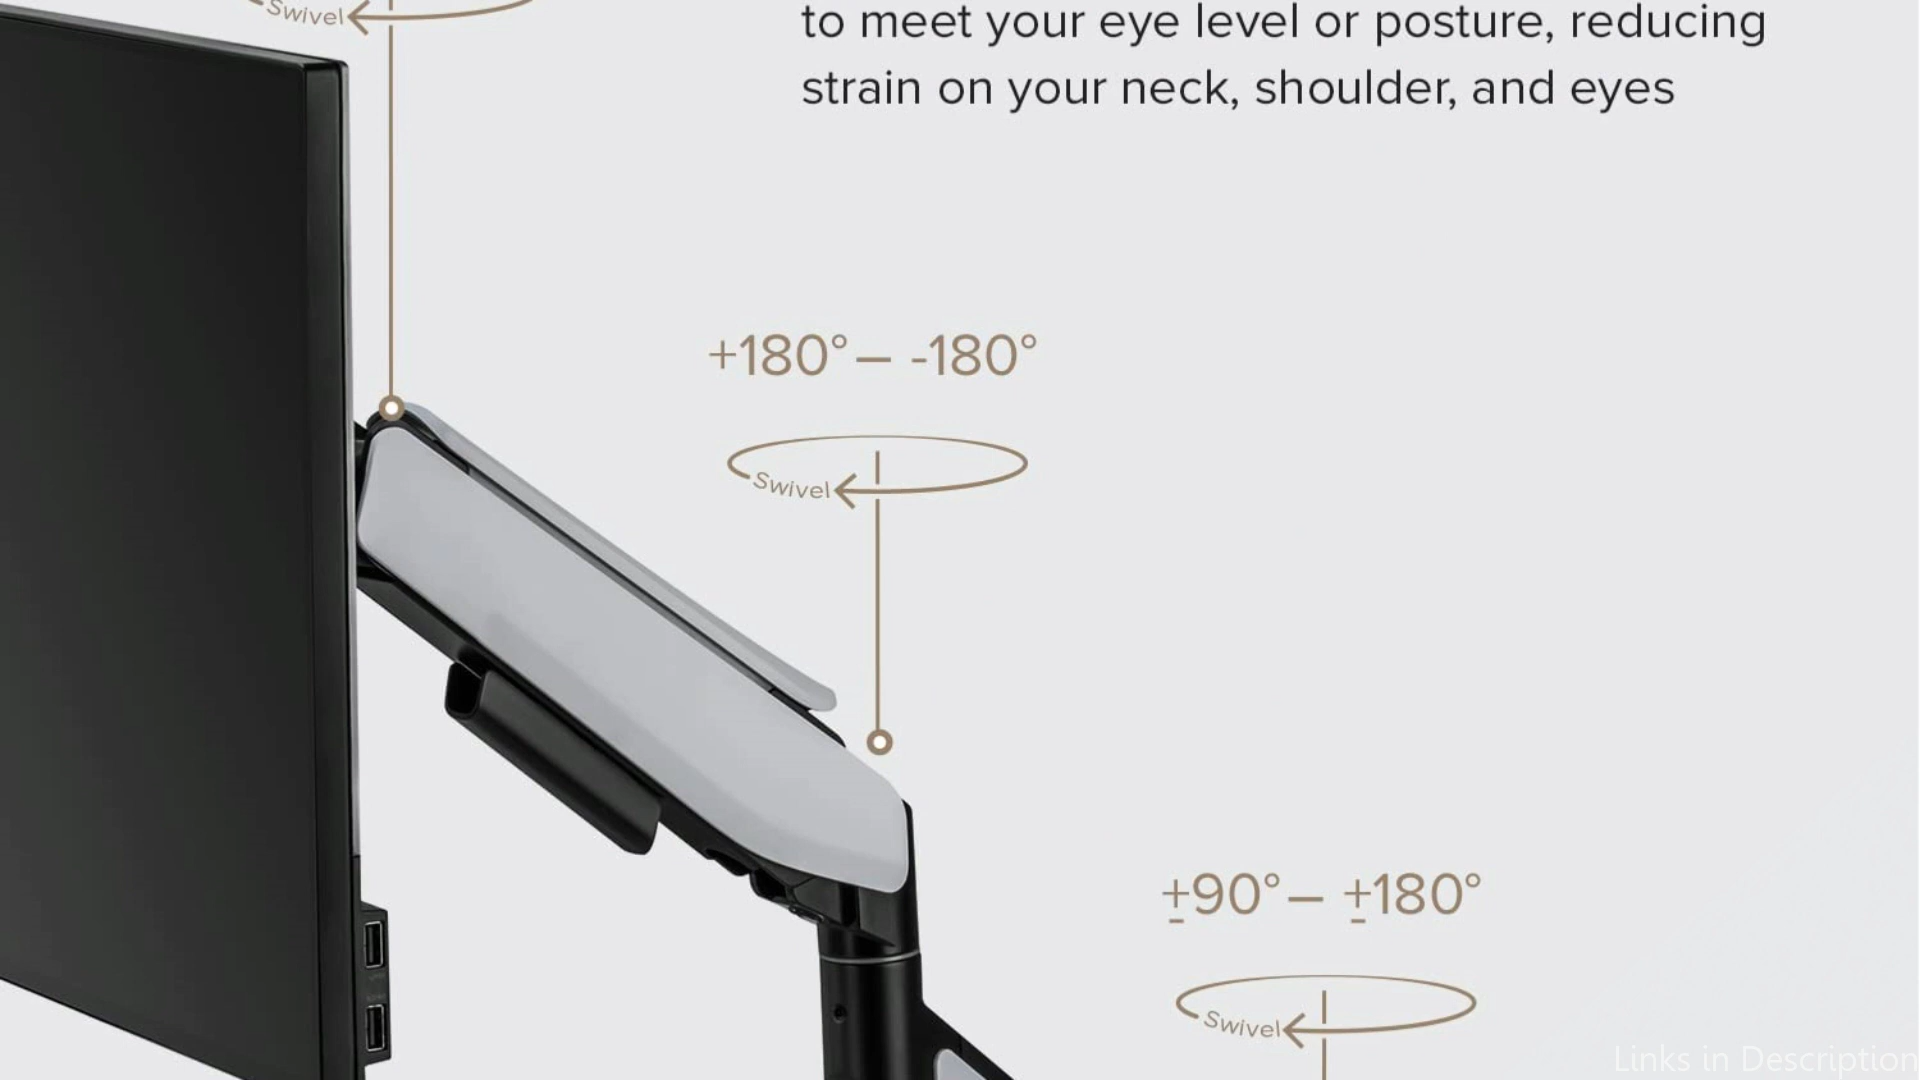 Swivel
to meet your eye level or posture, reducing
strain on your neck, shoulder, and eyes
+180°– -180°
Swivel
±90°– ±180°
Swivel
Links in Description